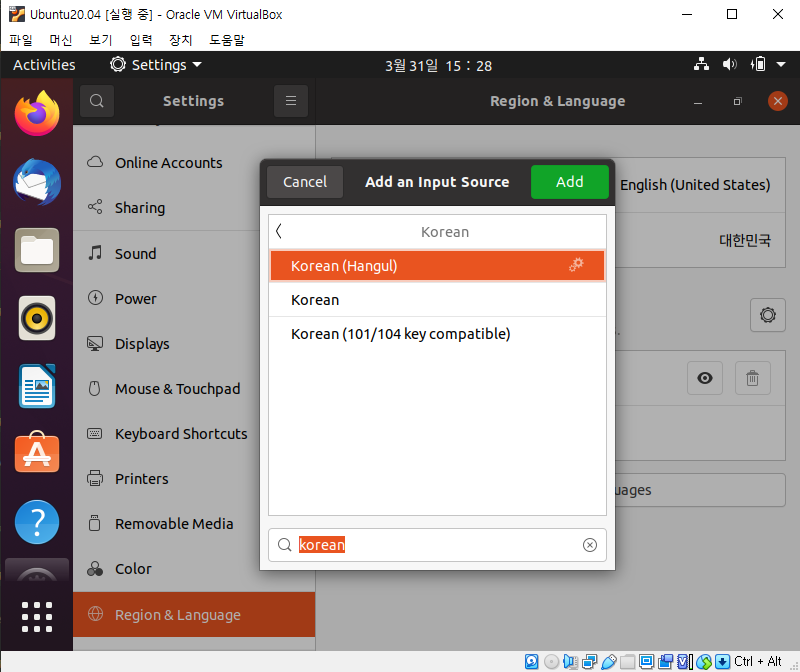 Ubuntu20.04 [실행 중] - Oracle VM VirtualBox
파일 머신 보기 입력 장치 도움말
Activities Settings 3월 31일 15 : 28
Settings Region & Language
Online Accounts
Sharing
Sound
Power
Displays
Mouse & Touchpad
Keyboard Shortcuts
Printers
Removable Media
Color
Region & Language
English (United States)
대한민국
uages
Cancel Add an Input Source Add
Korean
Korean (Hangul)
Korean
Korean (101/104 key compatible)
korean
Ctrl + Alt